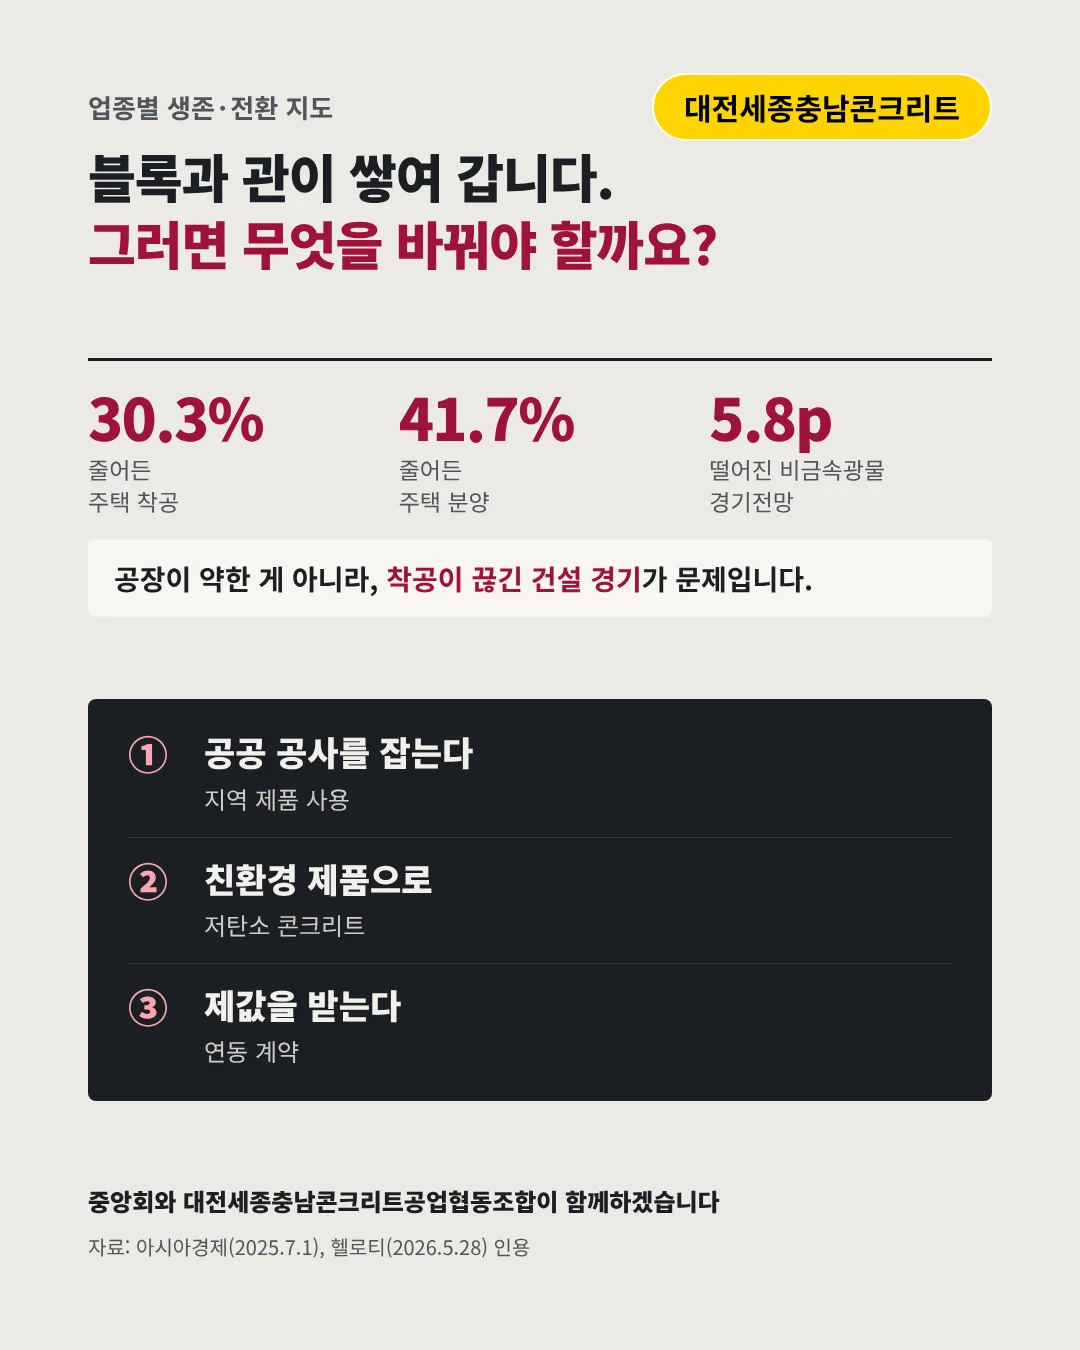 업종별 생존·전환 지도
대전세종충남콘크리트
블록과 관이 쌓여 갑니다.
그러면 무엇을 바꿔야 할까요?
30.3%
줄어든
주택 착공
41.7%
줄어든
주택 분양
5.8p
떨어진 비금속광물
경기전망
공장이 약한 게 아니라, 착공이 끊긴 건설 경기가 문제입니다.
① 공공 공사를 잡는다
지역 제품 사용
② 친환경 제품으로
저탄소 콘크리트
③ 제값을 받는다
연동 계약
중앙회와 대전세종충남콘크리트공업협동조합이 함께하겠습니다
자료: 아시아경제(2025.7.1), 헬로티(2026.5.28) 인용